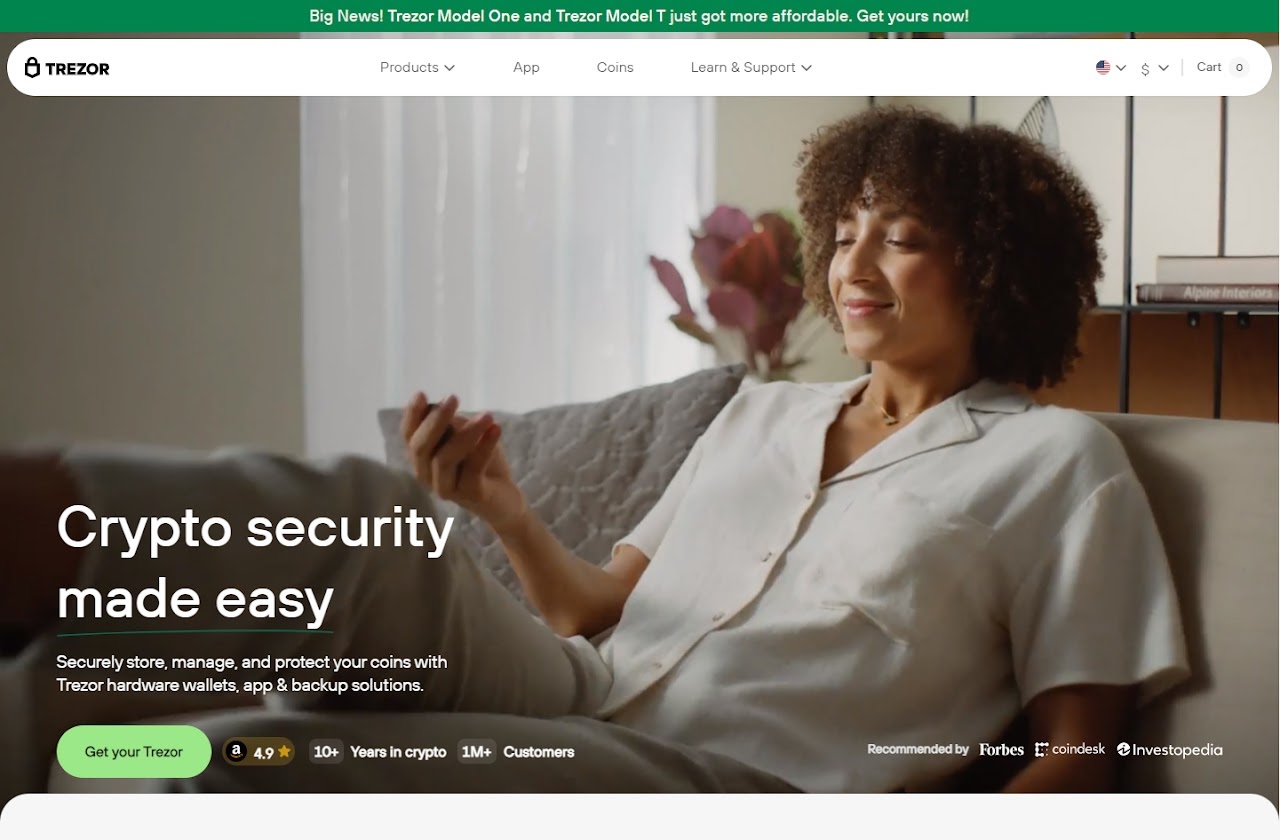 Big News! Trezor Model One and Trezor Model T just got more affordable. Get yours now!
TREZOR
Products
App
Coins
Learn & Support
$
Cart
0
Alpine Interiors
Crypto security
made easy
Securely store, manage, and protect your coins with
Trezor hardware wallets, app & backup solutions.
Get your Trezor
a 4.9
10+ Years in crypto
1M+ Customers
Recommended by
Forbes
coindesk
Investopedia